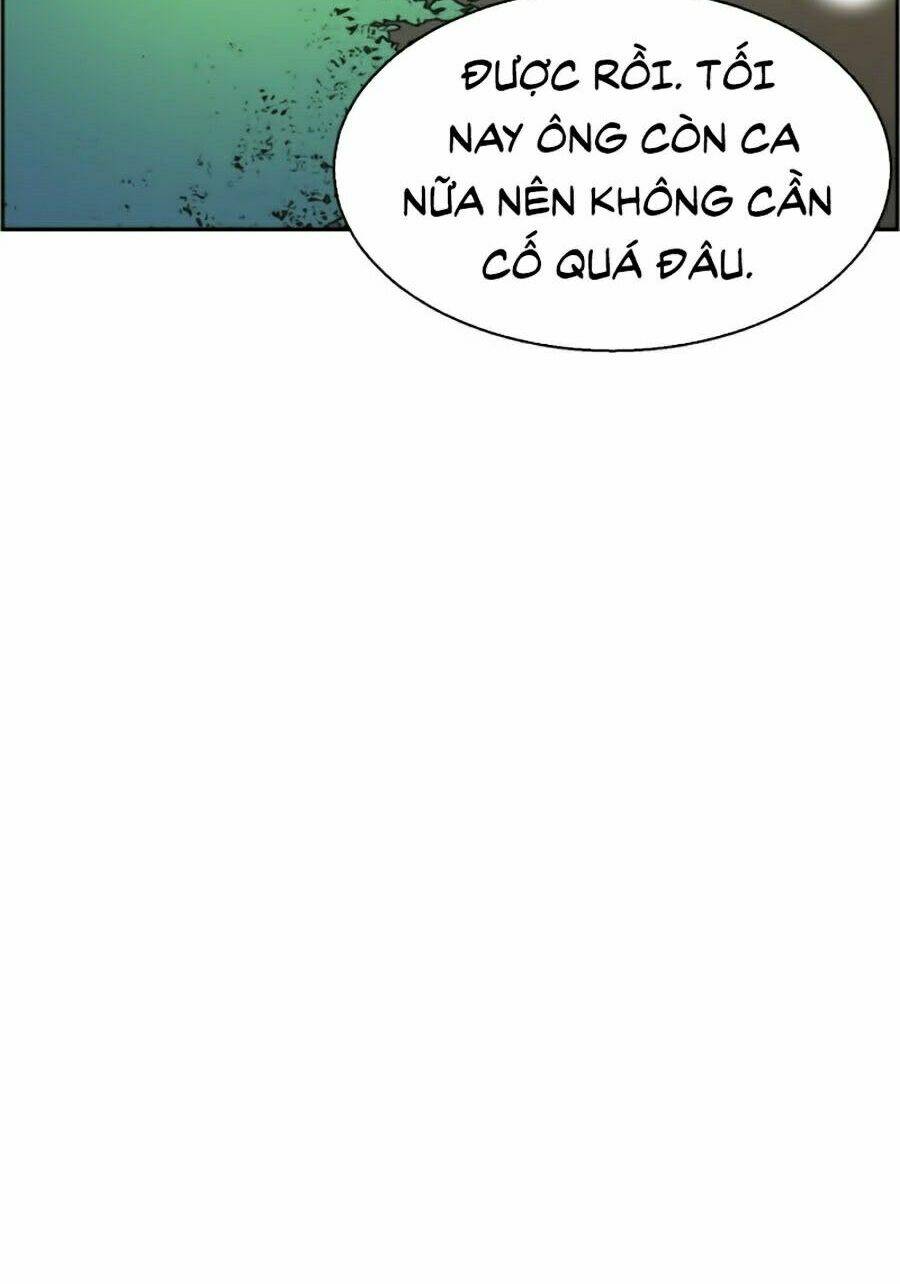 ĐƯỢC RỒI. TỐI
NAY ÔNG CÒN CA
NỮA NÊN KHÔNG CẦN
CỐ QUÁ ĐÂU.